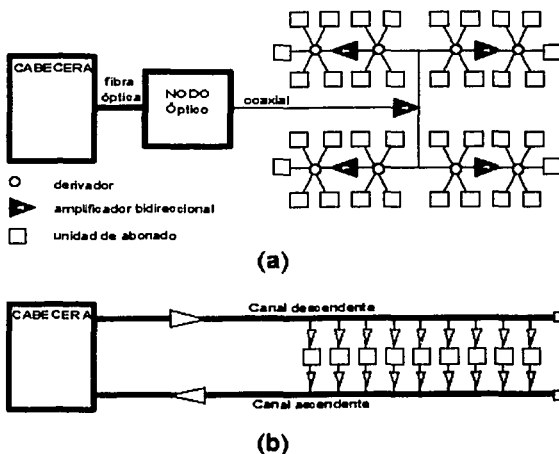 CABECERA
fibra
óptica
NODO
Óptico
coaxial
derivador
amplificador bidireccional
unidad de abonado
(a)
CABECERA
Canal descendente
Canal ascendente
(b)